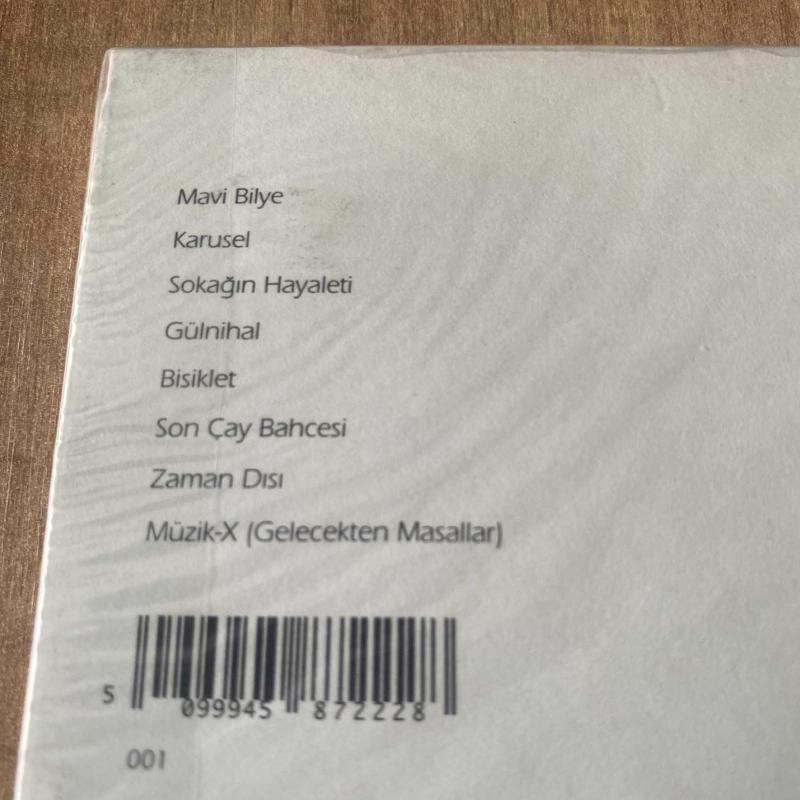 Mavi Bilye
Karusel
Sokağın Hayaleti
Gülnihal
Bisiklet
Son Çay Bahcesi
Zaman Dısı
Müzik-X (Gelecekten Masallar)
5 099945 872228
001